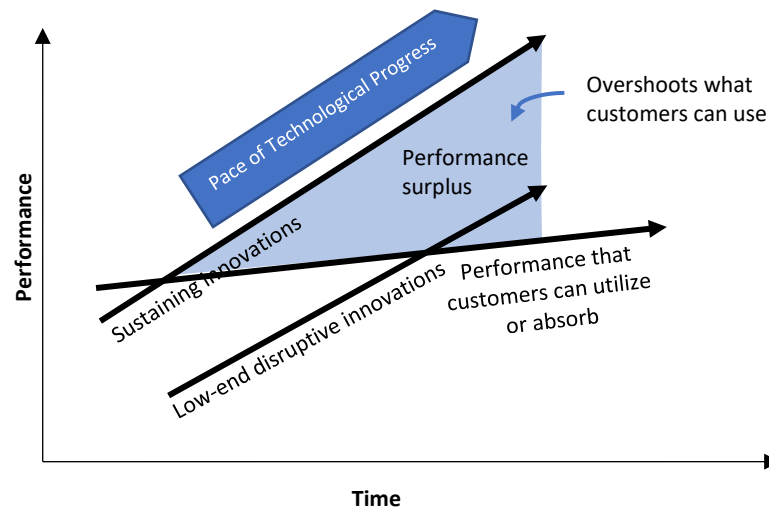 Pace of Technological Progress
Overshoots what
customers can use
Performance
surplus
Performance
Sustaining innovations
Low-end disruptive innovations
Performance that
customers can utilize
or absorb
Time